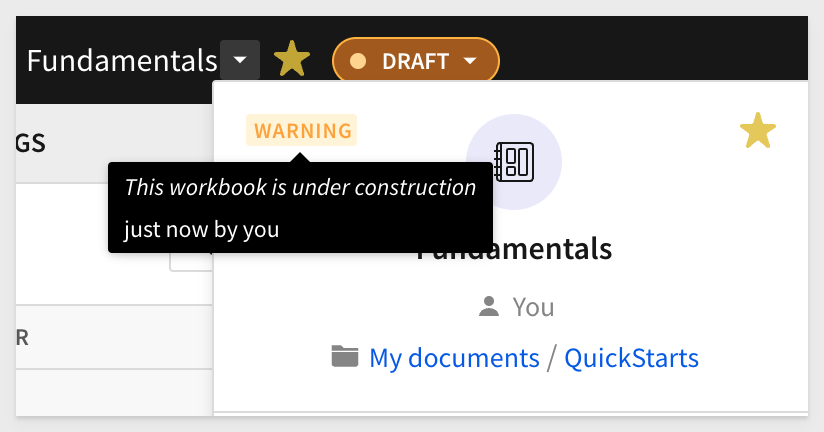 Fundamentals
DRAFT
GS
WARNING
This workbook is under construction
just now by you
Fundamentals
You
R
My documents / QuickStarts